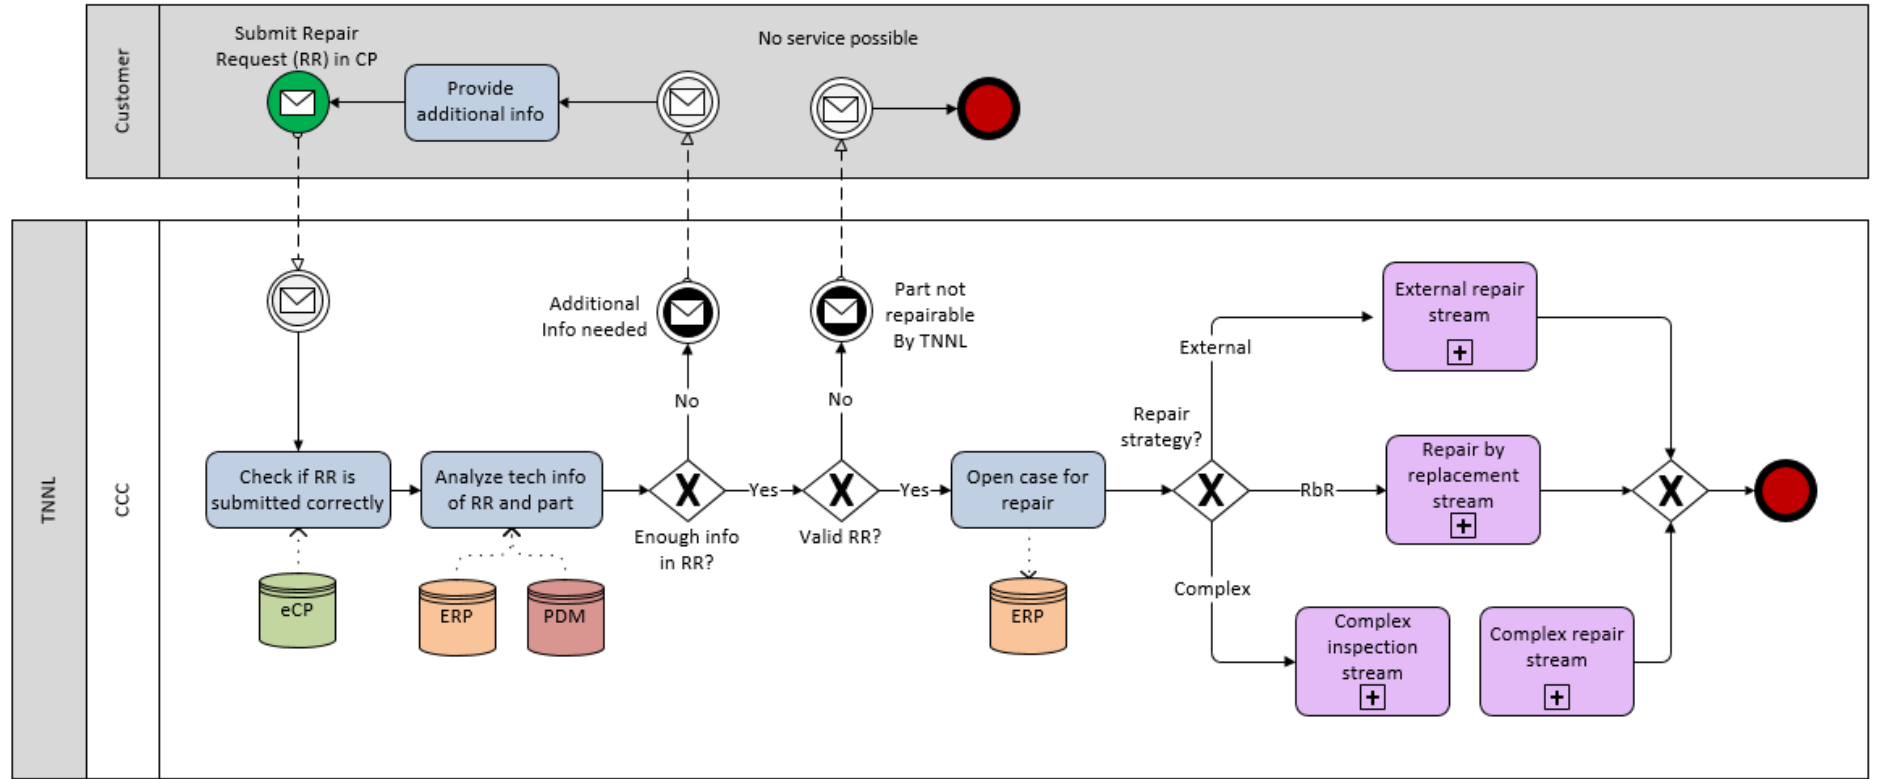 Customer
Submit Repair
Request (RR) in CP
Provide
additional info
No service possible
TNNL
CCC
Additional
Info needed
Part not
repairable
By TNNL
No
No
Check if RR is
submitted correctly
Analyze tech info
of RR and part
Enough info
in RR?
Yes
Valid RR?
Yes
Open case for
repair
eCP
ERP
PDM
ERP
Repair
strategy?
External
RbR
Complex
External repair
stream
Repair by
replacement
stream
Complex
inspection
stream
Complex repair
stream